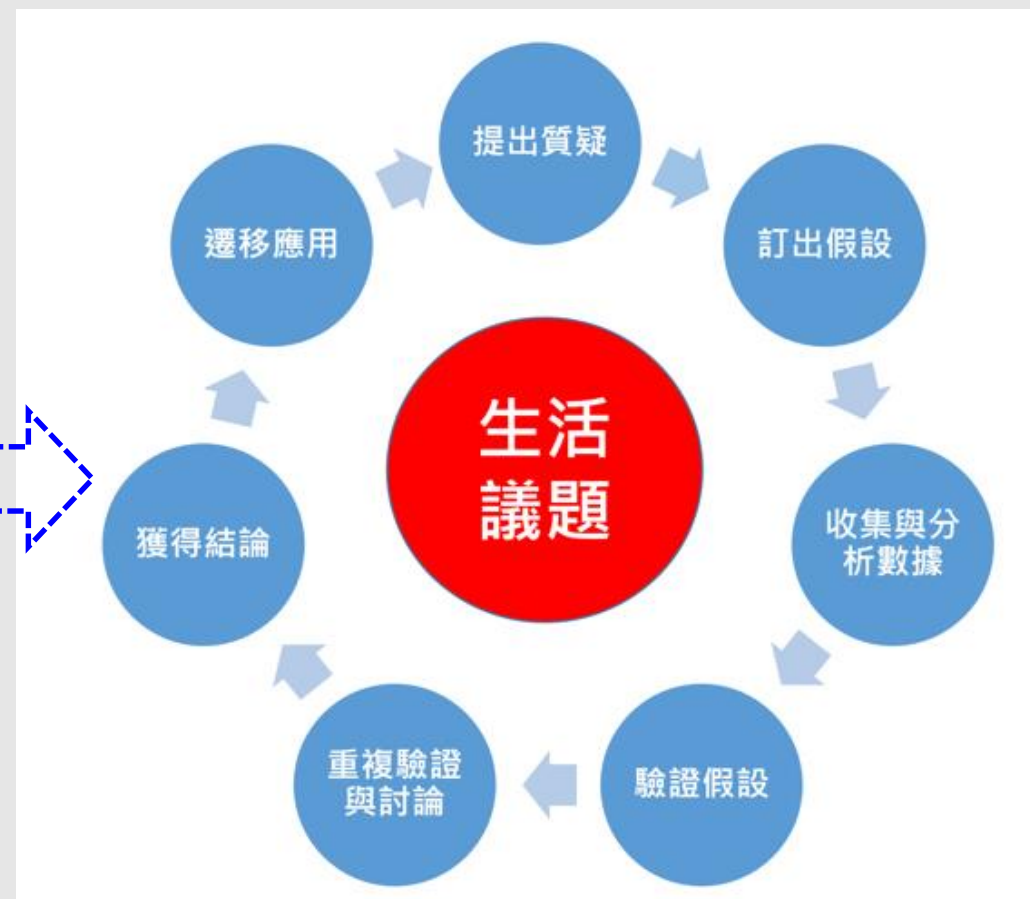 提出質疑
訂出假設
收集與分
析數據
驗證假設
重複驗證
與討論
獲得結論
遷移應用
生活
議題